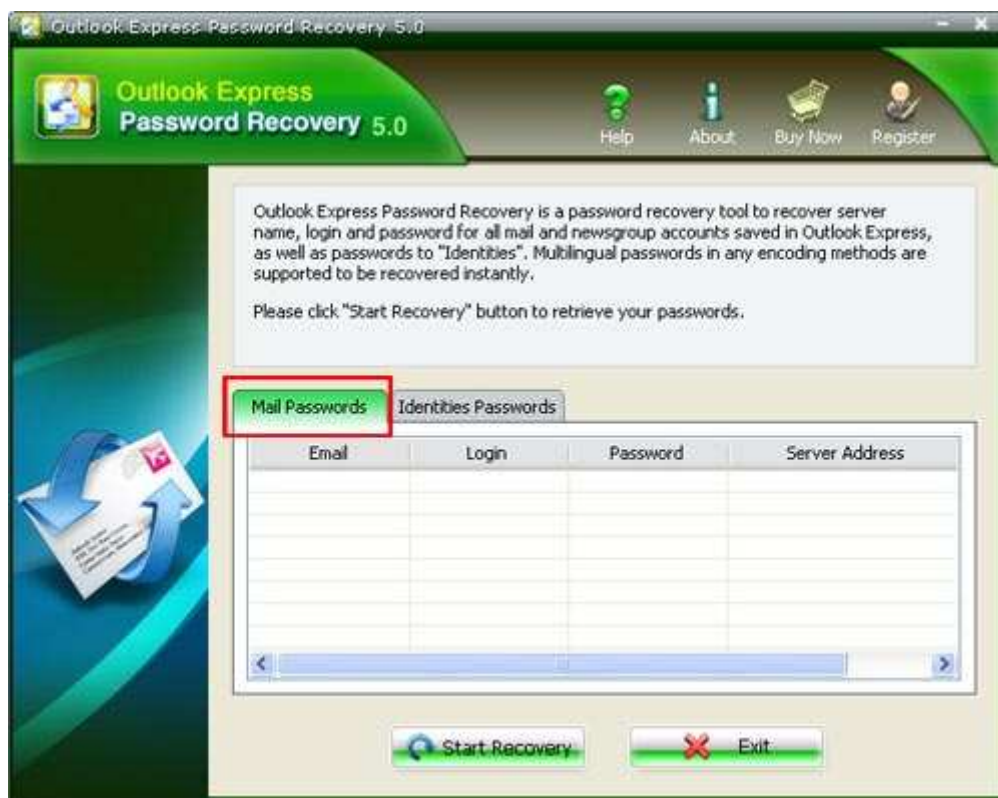 Outlook Express Password Recovery 5.0
Outlook Express
Password Recovery 5.0
Help
About
Buy Now
Register
Outlook Express Password Recovery is a password recovery tool to recover server
name, login and password for all mail and newsgroup accounts saved in Outlook Express,
as well as passwords to "Identities". Multilingual passwords in any encoding methods are
supported to be recovered instantly.
Please click "Start Recovery" button to retrieve your passwords.
Mail Passwords
Identities Passwords
Email
Login
Password
Server Address
Start Recovery
Exit